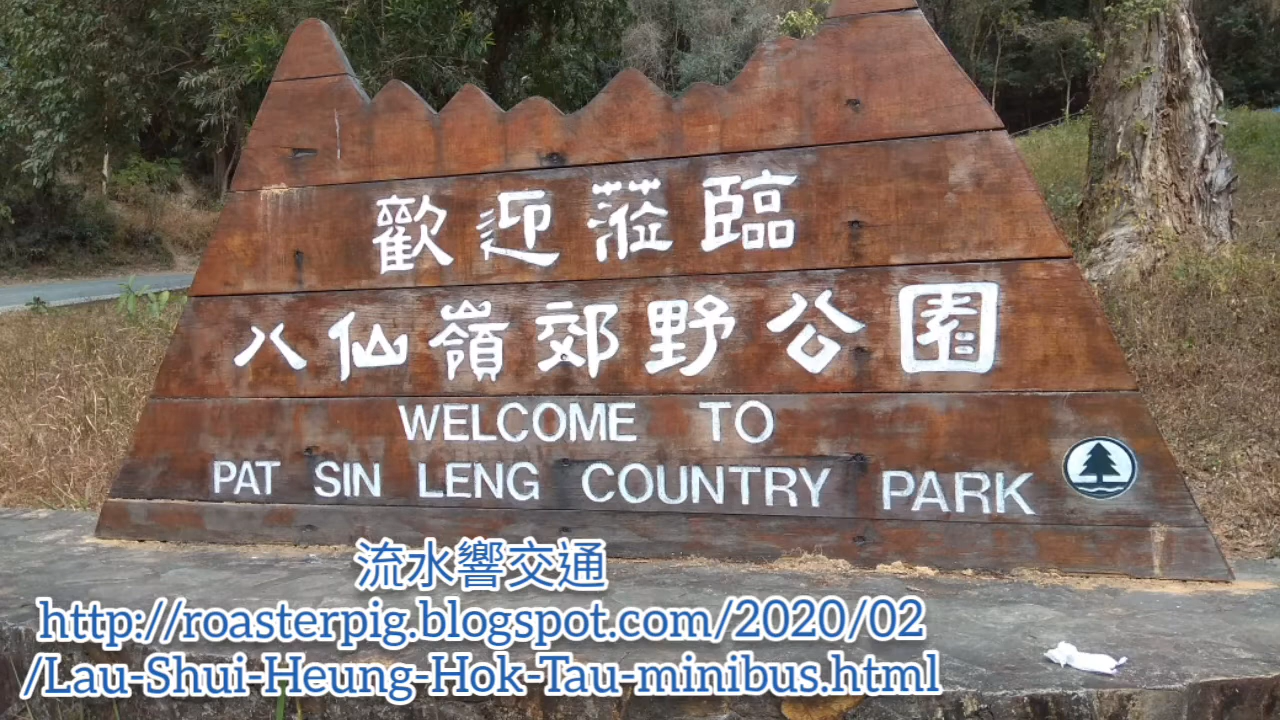 歡迎蒞臨
八仙嶺郊野公園
WELCOME TO
PAT SIN LENG COUNTRY PARK
流水響交通
http://roasterpig.blogspot.com/2020/02
/Lau-Shui-Heung-Hok-Tau-minibus.html